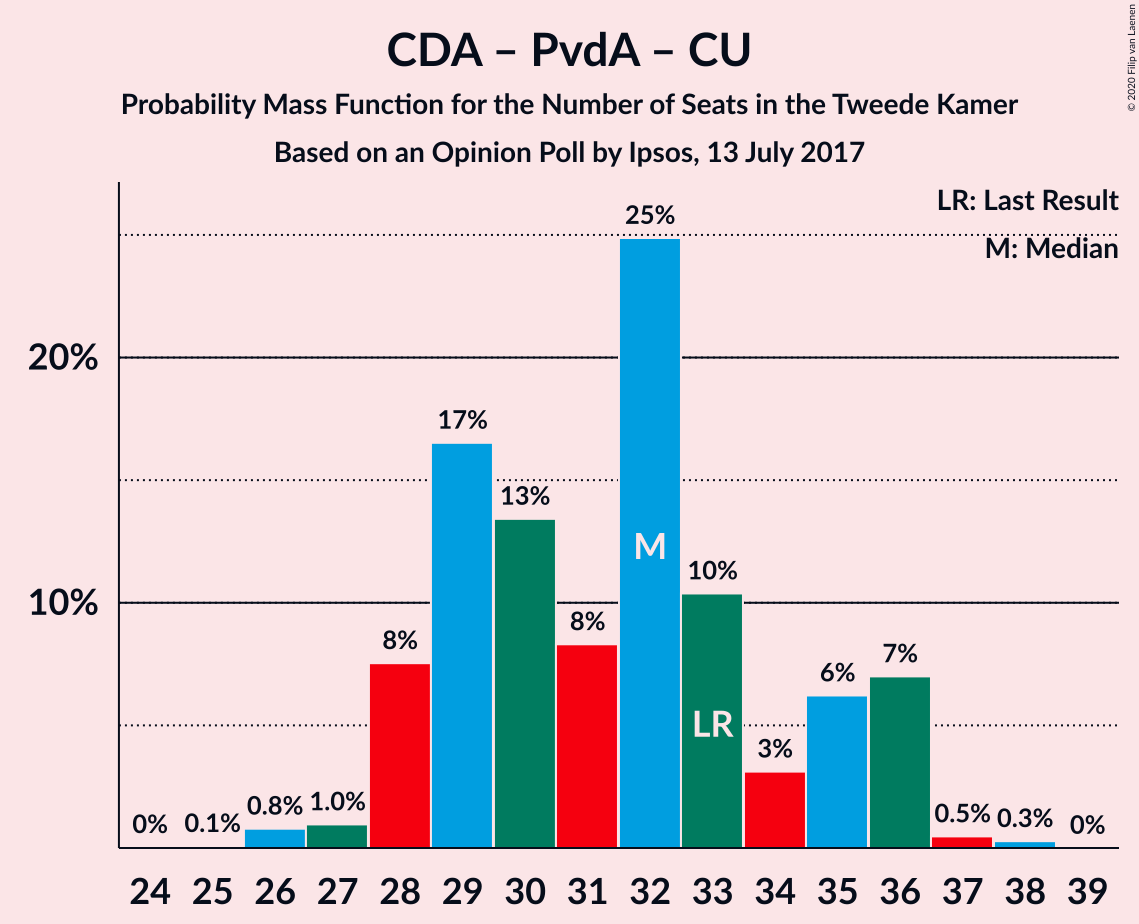 CDA – PvdA – CU
Probability Mass Function for the Number of Seats in the Tweede Kamer
Based on an Opinion Poll by Ipsos, 13 July 2017
© 2020 Filip van Laenen
LR: Last Result
M: Median
20%
10%
0%
0.1%
0.8%
1.0%
8%
17%
13%
8%
25%
10%
3%
6%
7%
0.5%
0.3%
0%
M
LR
24 25 26 27 28 29 30 31 32 33 34 35 36 37 38 39